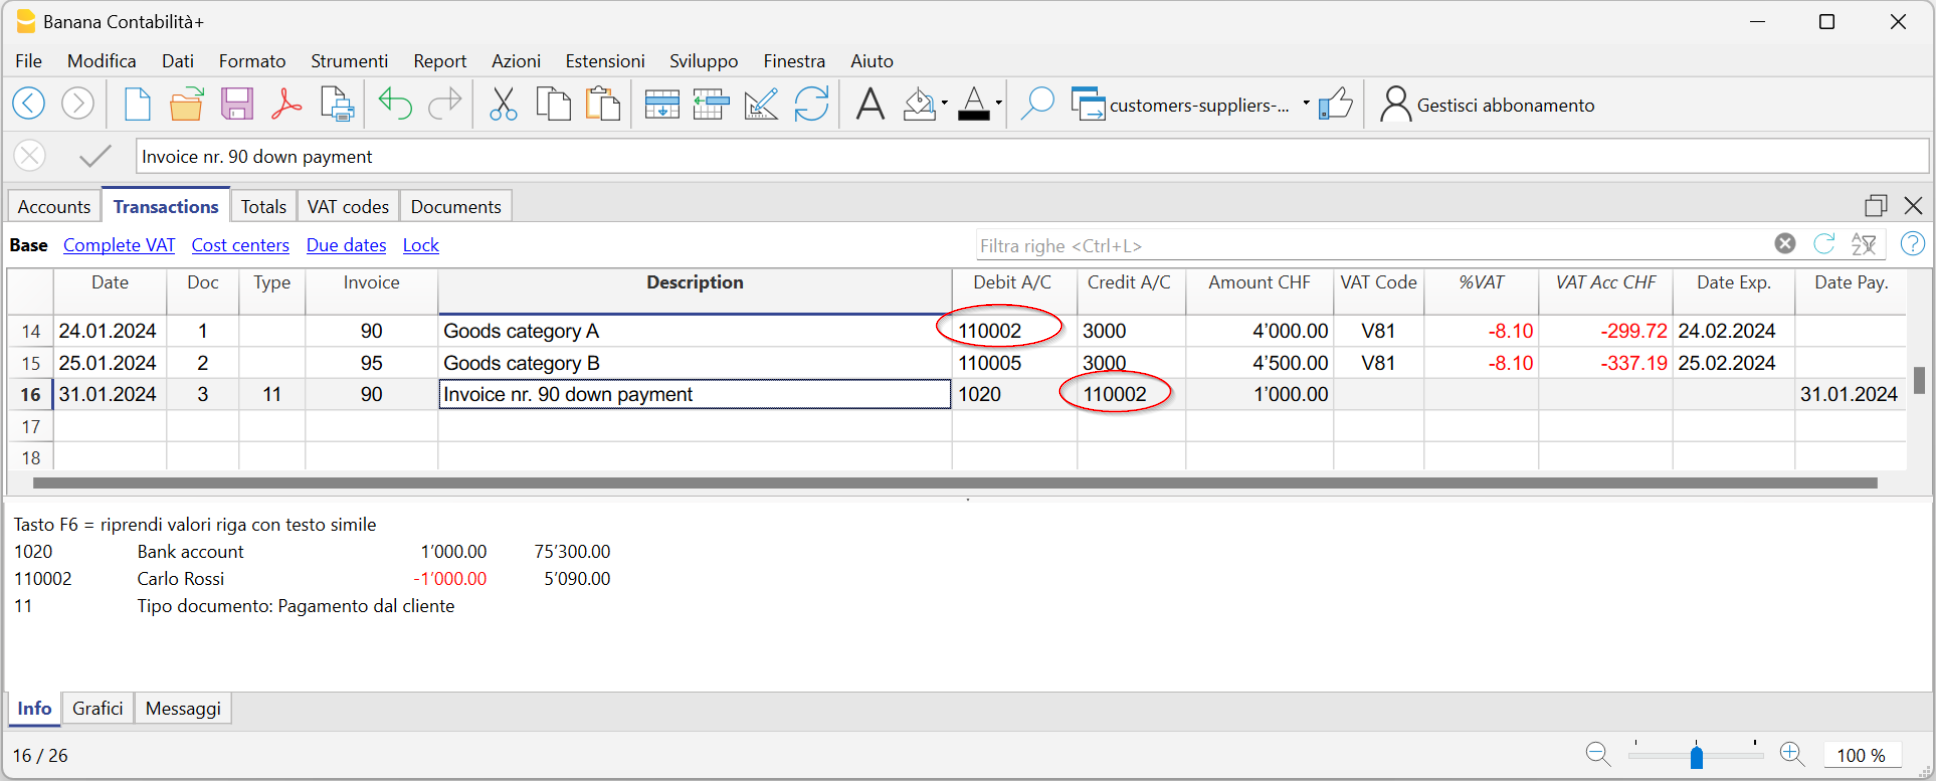 Banana Contabilità+
File Modifica Dati Formato Strumenti Report Azioni Estensioni Sviluppo Finestra Aiuto
customers-suppliers-... Gestisci abbonamento
Invoice nr. 90 down payment
Accounts Transactions Totals VAT codes Documents
Base Complete VAT Cost centers Due dates Lock Filtra righe <Ctrl+L>
Date Doc Type Invoice Description Debit A/C Credit A/C Amount CHF VAT Code %VAT VAT Acc CHF Date Exp. Date Pay.
14 24.01.2024 1 90 Goods category A 110002 3000 4’000.00 V81 -8.10 -299.72 24.02.2024
15 25.01.2024 2 95 Goods category B 110005 3000 4’500.00 V81 -8.10 -337.19 25.02.2024
16 31.01.2024 3 11 90 Invoice nr. 90 down payment 1020 110002 1’000.00 31.01.2024
17
18
Tasto F6 = riprendi valori riga con testo simile
1020 Bank account 1’000.00 75’300.00
110002 Carlo Rossi -1’000.00 5’090.00
11 Tipo documento: Pagamento dal cliente
Info Grafici Messaggi
16 / 26 100 %